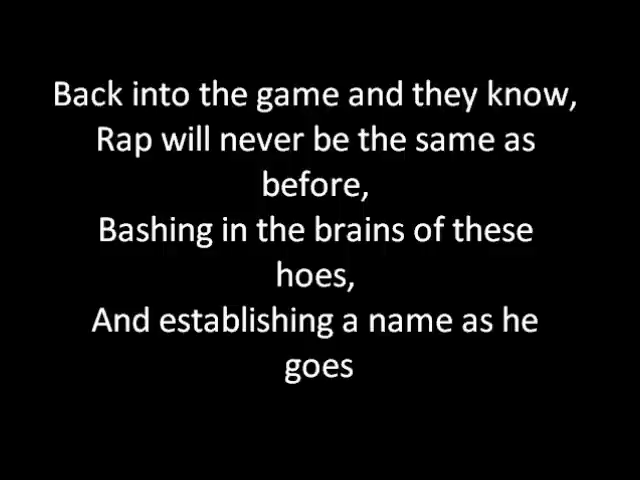 Back into the game and they know,
Rap will never be the same as
before,
Bashing in the brains of these
hoes,
And establishing a name as he
goes